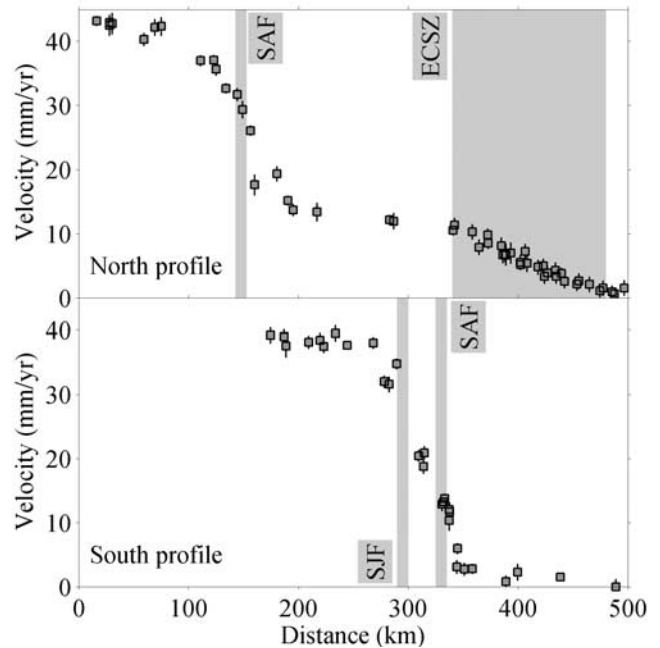 40
30
20
10
0
Velocity (mm/yr)
SAF
ECSZ
North profile
40
30
20
10
0
Velocity (mm/yr)
SJF
SAF
South profile
0 100 200 300 400 500
Distance (km)